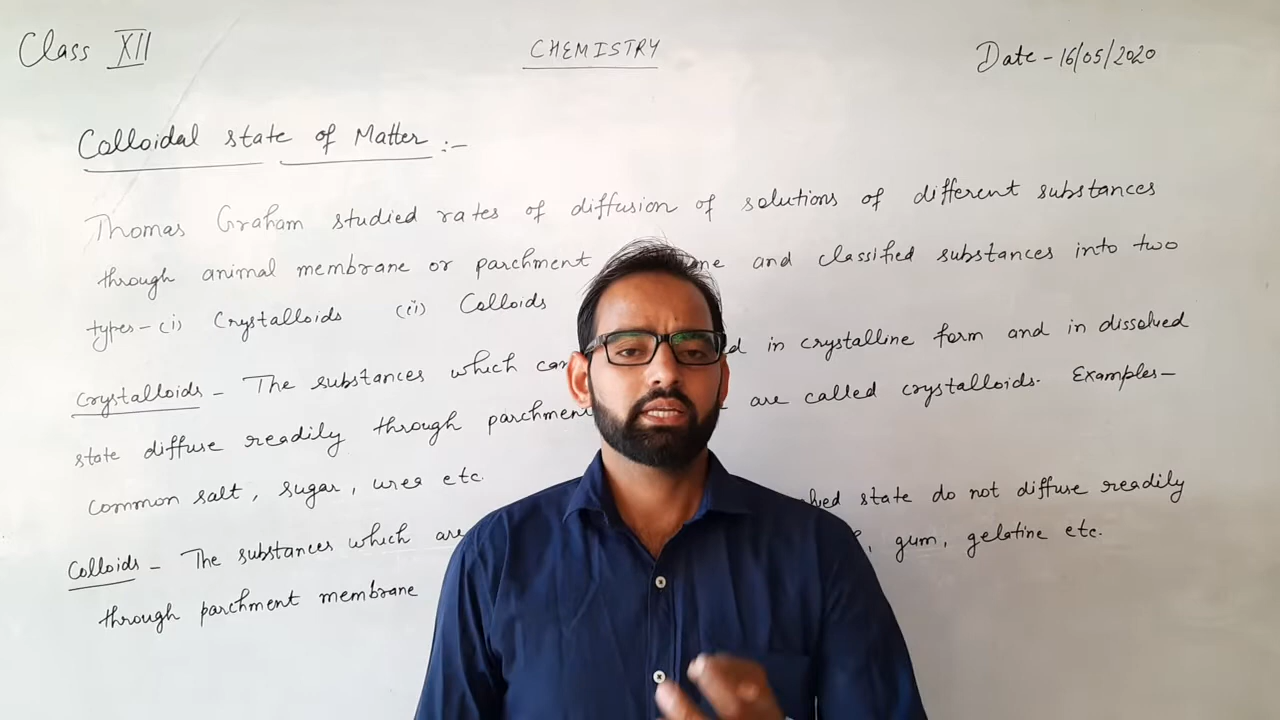 Class XII
CHEMISTRY
Date - 16/05/2020
Colloidal state of Matter :-
Thomas Graham studied rates of diffusion of solutions of different substances
through animal membrane or parchment and classified substances into two
types - (i) Crystalloids (ii) Colloids
Crystalloids - The substances which can in crystalline form and in dissolved
state diffuse readily through parchment are called crystalloids. Examples -
Common salt, sugar, urea etc.
Colloids - The substances which are state do not diffuse readily
through parchment membrane , gum, gelatine etc.